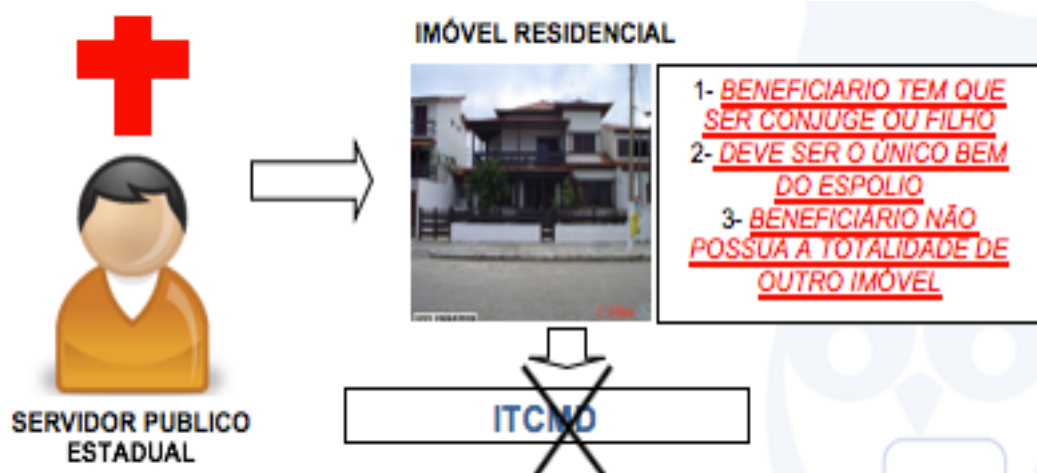 IMÓVEL RESIDENCIAL
1- BENEFICIARIO TEM QUE
SER CONJUGE OU FILHO
2- DEVE SER O ÚNICO BEM
DO ESPOLIO
3- BENEFICIÁRIO NÃO
POSSUA A TOTALIDADE DE
OUTRO IMÓVEL
ITCMD
SERVIDOR PUBLICO
ESTADUAL